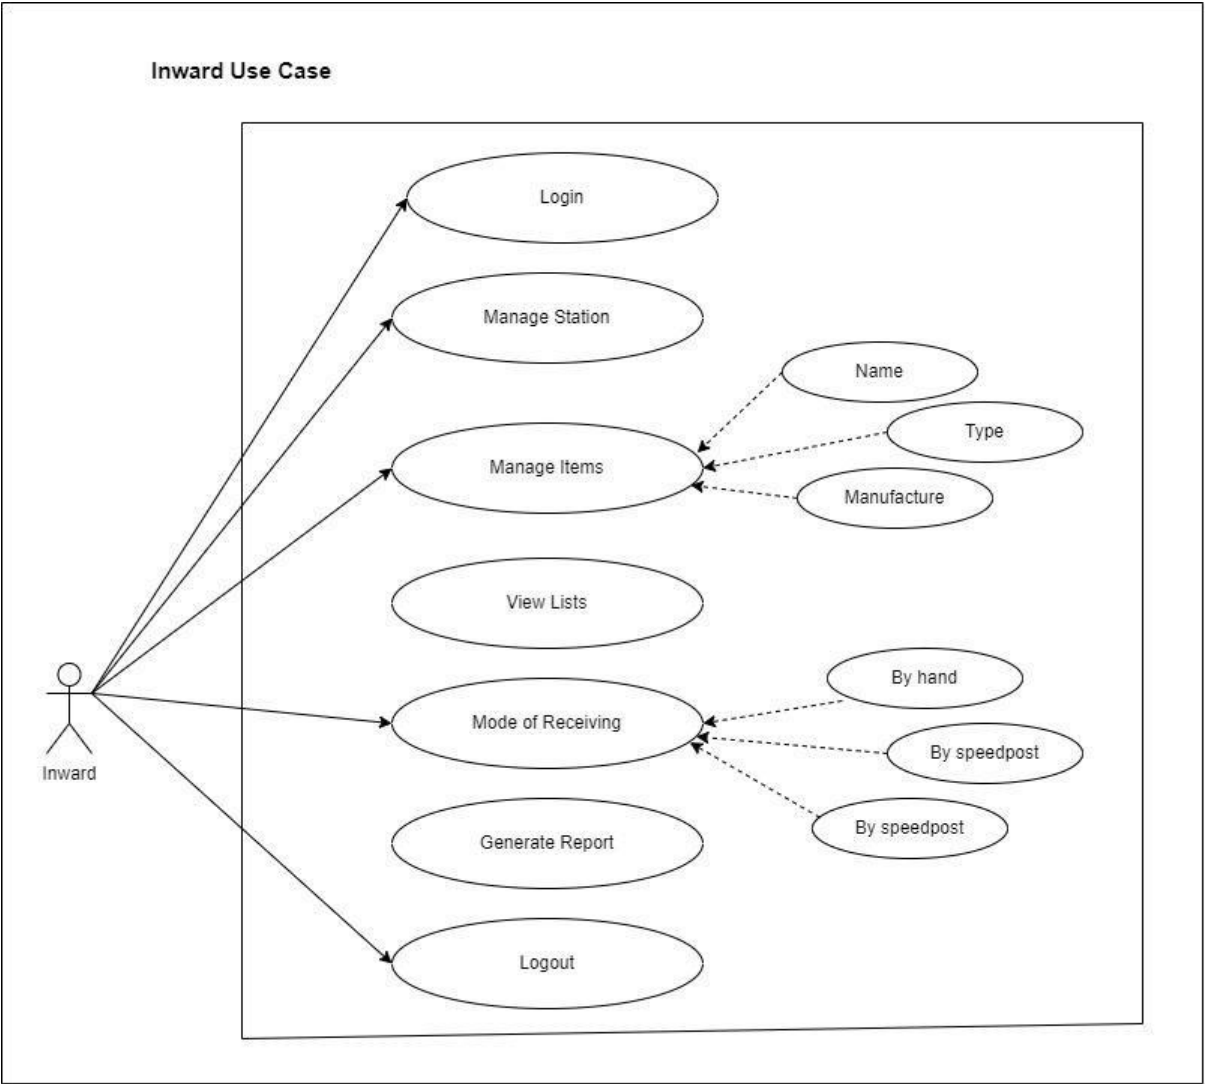 Inward Use Case
Login
Manage Station
Name
Type
Manage Items
Manufacture
View Lists
By hand
Mode of Receiving
By speedpost
Inward
By speedpost
Generate Report
Logout